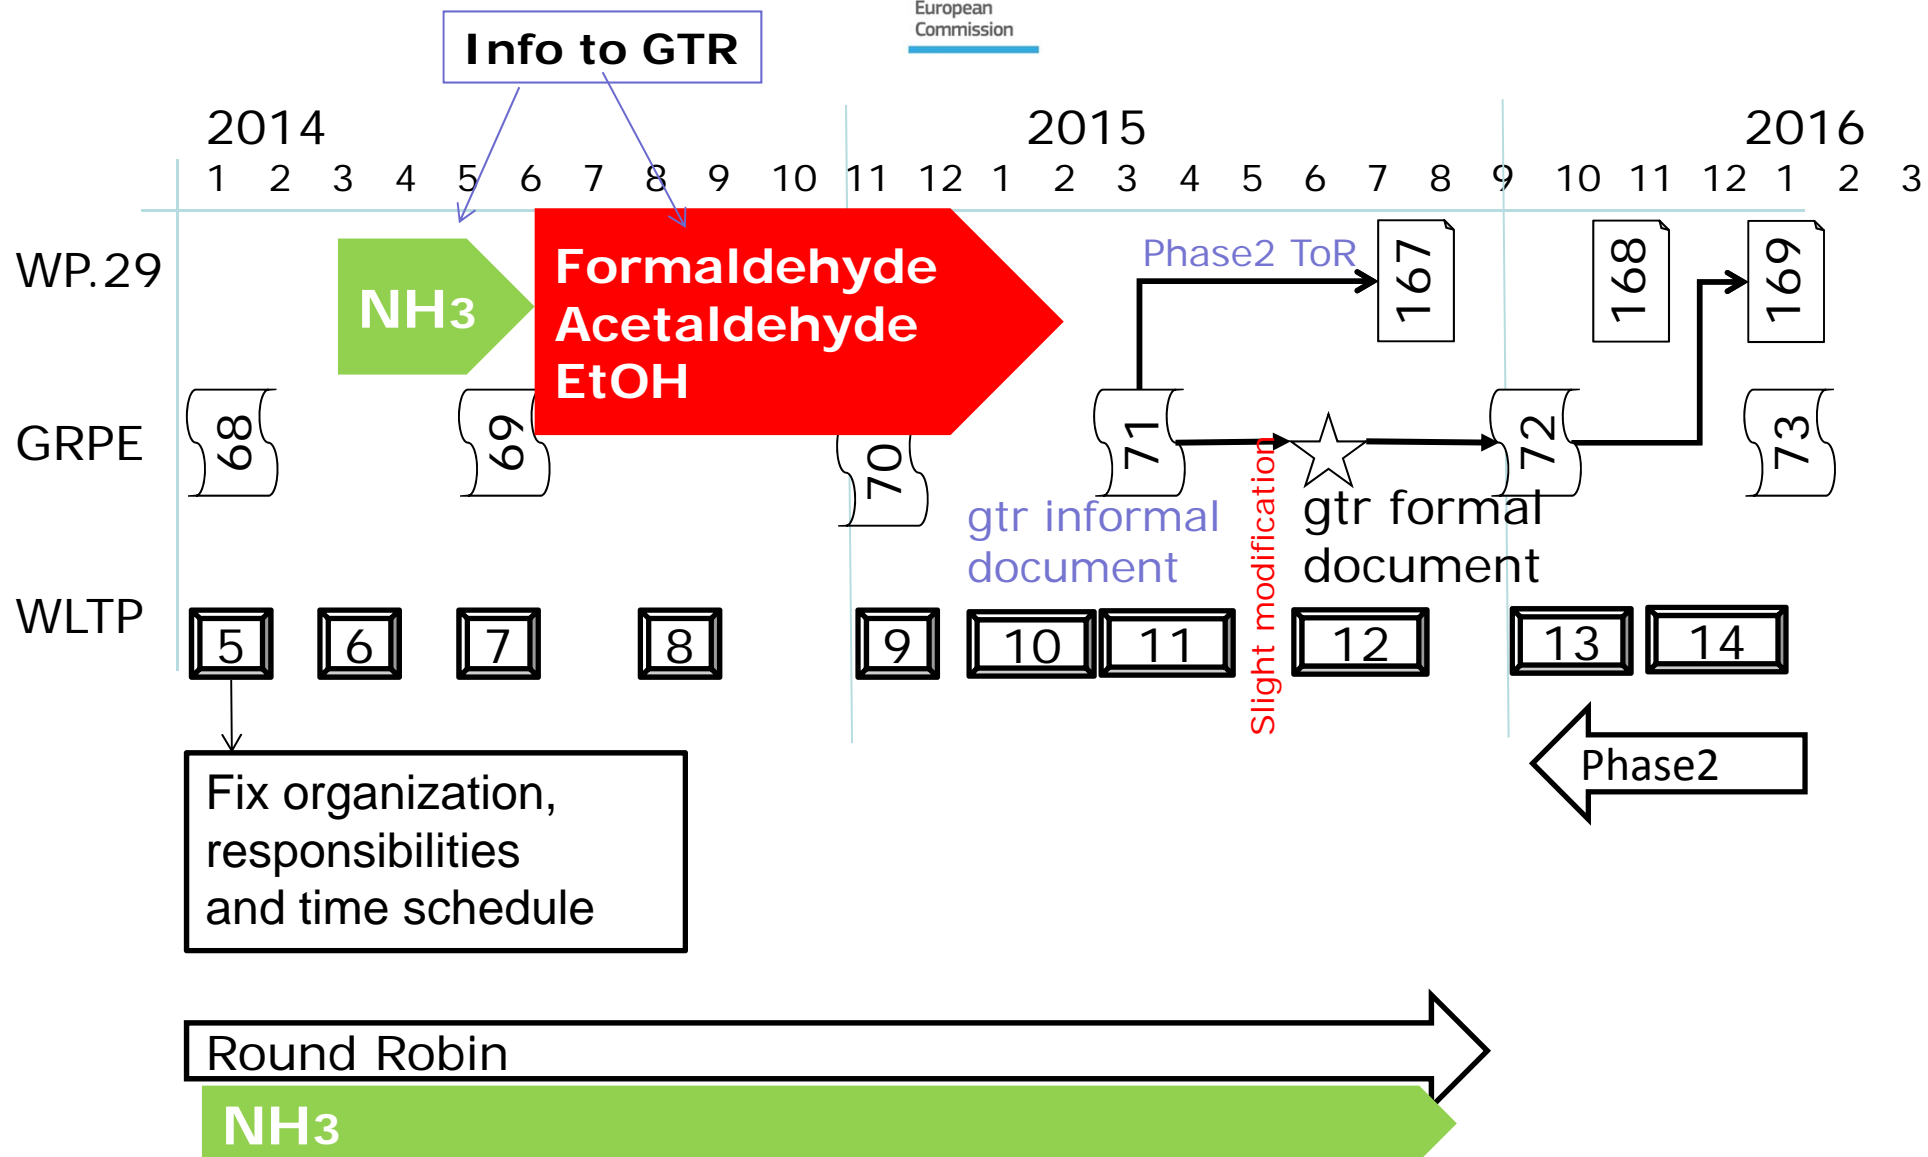 European
Commission
Info to GTR
2014 2015 2016
1 2 3 4 5 6 7 8 9 10 11 12 1 2 3 4 5 6 7 8 9 10 11 12 1 2 3
WP.29
NH3
Formaldehyde
Acetaldehyde
EtOH
Phase2 ToR
167
168
169
GRPE
68
69
70
71
72
73
gtr informal
document
Slight modification
gtr formal
document
WLTP
5 6 7 8 9 10 11 12 13 14
Phase2
Fix organization,
responsibilities
and time schedule
Round Robin
NH3